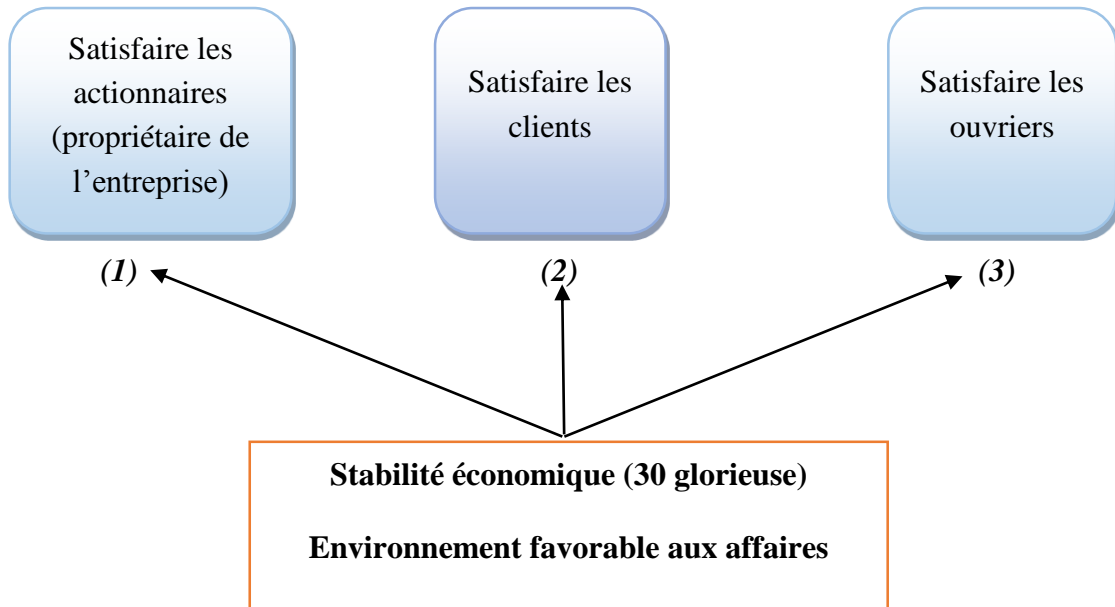 Satisfaire les
actionnaires
(propriétaire de
l’entreprise)
Satisfaire les
clients
Satisfaire les
ouvriers
(1)
(2)
(3)
Stabilité économique (30 glorieuse)
Environnement favorable aux affaires